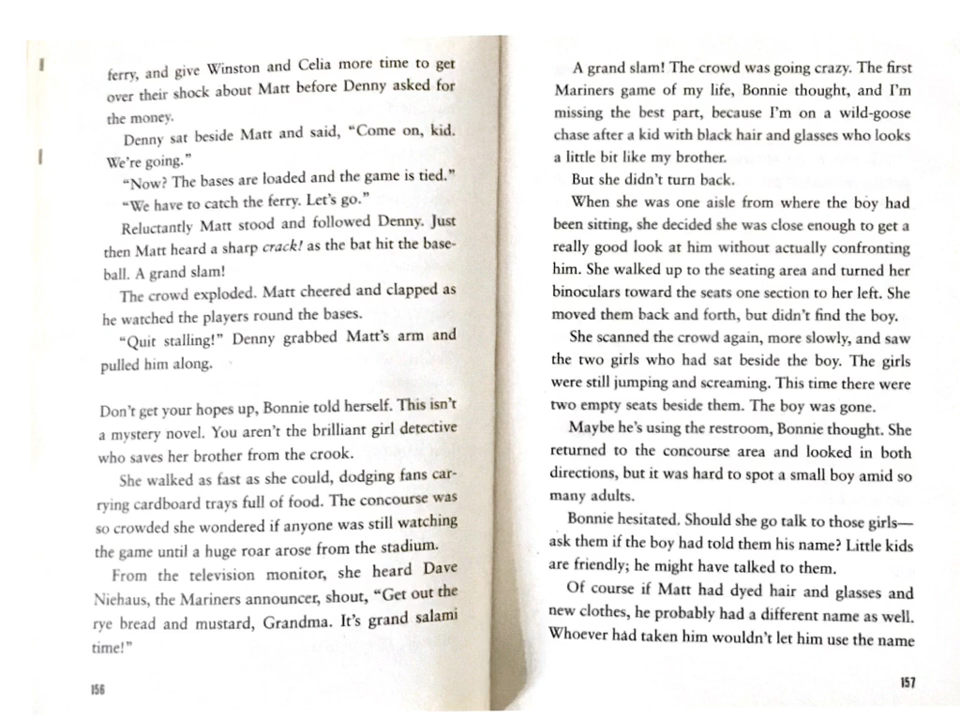 ferry, and give Winston and Celia more time to get
over their shock about Matt before Denny asked for
the money.
Denny sat beside Matt and said, “Come on, kid.
We’re going.”
“Now? The bases are loaded and the game is tied.”
“We have to catch the ferry. Let’s go.”
Reluctantly Matt stood and followed Denny. Just
then Matt heard a sharp crack! as the bat hit the base-
ball. A grand slam!
The crowd exploded. Matt cheered and clapped as
he watched the players round the bases.
“Quit stalling!” Denny grabbed Matt’s arm and
pulled him along.
Don’t get your hopes up, Bonnie told herself. This isn’t
a mystery novel. You aren’t the brilliant girl detective
who saves her brother from the crook.
She walked as fast as she could, dodging fans car-
rying cardboard trays full of food. The concourse was
so crowded she wondered if anyone was still watching
the game until a huge roar arose from the stadium.
From the television monitor, she heard Dave
Niehaus, the Mariners announcer, shout, “Get out the
rye bread and mustard, Grandma. It’s grand salami
time!”
156
A grand slam! The crowd was going crazy. The first
Mariners game of my life, Bonnie thought, and I’m
missing the best part, because I’m on a wild-goose
chase after a kid with black hair and glasses who looks
a little bit like my brother.
But she didn’t turn back.
When she was one aisle from where the boy had
been sitting, she decided she was close enough to get a
really good look at him without actually confronting
him. She walked up to the seating area and turned her
binoculars toward the seats one section to her left. She
moved them back and forth, but didn’t find the boy.
She scanned the crowd again, more slowly, and saw
the two girls who had sat beside the boy. The girls
were still jumping and screaming. This time there were
two empty seats beside them. The boy was gone.
Maybe he’s using the restroom, Bonnie thought. She
returned to the concourse area and looked in both
directions, but it was hard to spot a small boy amid so
many adults.
Bonnie hesitated. Should she go talk to those girls—
ask them if the boy had told them his name? Little kids
are friendly; he might have talked to them.
Of course if Matt had dyed hair and glasses and
new clothes, he probably had a different name as well.
Whoever had taken him wouldn’t let him use the name
157